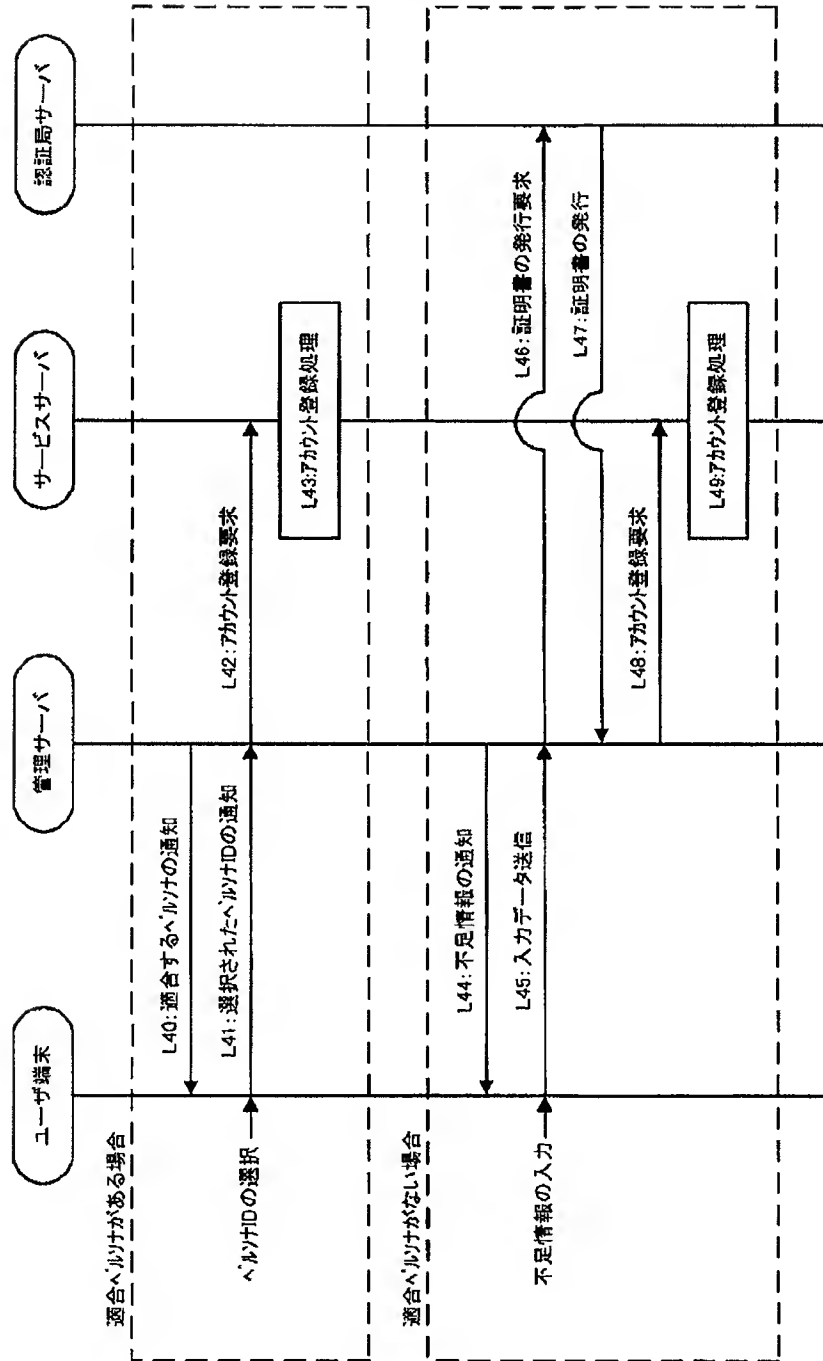 ユーザ端末
管理サーバ
サービスサーバ
認証局サーバ
適合ペルソナがある場合
L40:適合するペルソナの通知
ペルソナIDの選択
L41:選択されたペルソナIDの通知
L42:アカウント登録要求
L43:アカウント登録処理
適合ペルソナがない場合
L44:不足情報の通知
不足情報の入力
L45:入力データ送信
L46:証明書の発行要求
L47:証明書の発行
L48:アカウント登録要求
L49:アカウント登録処理